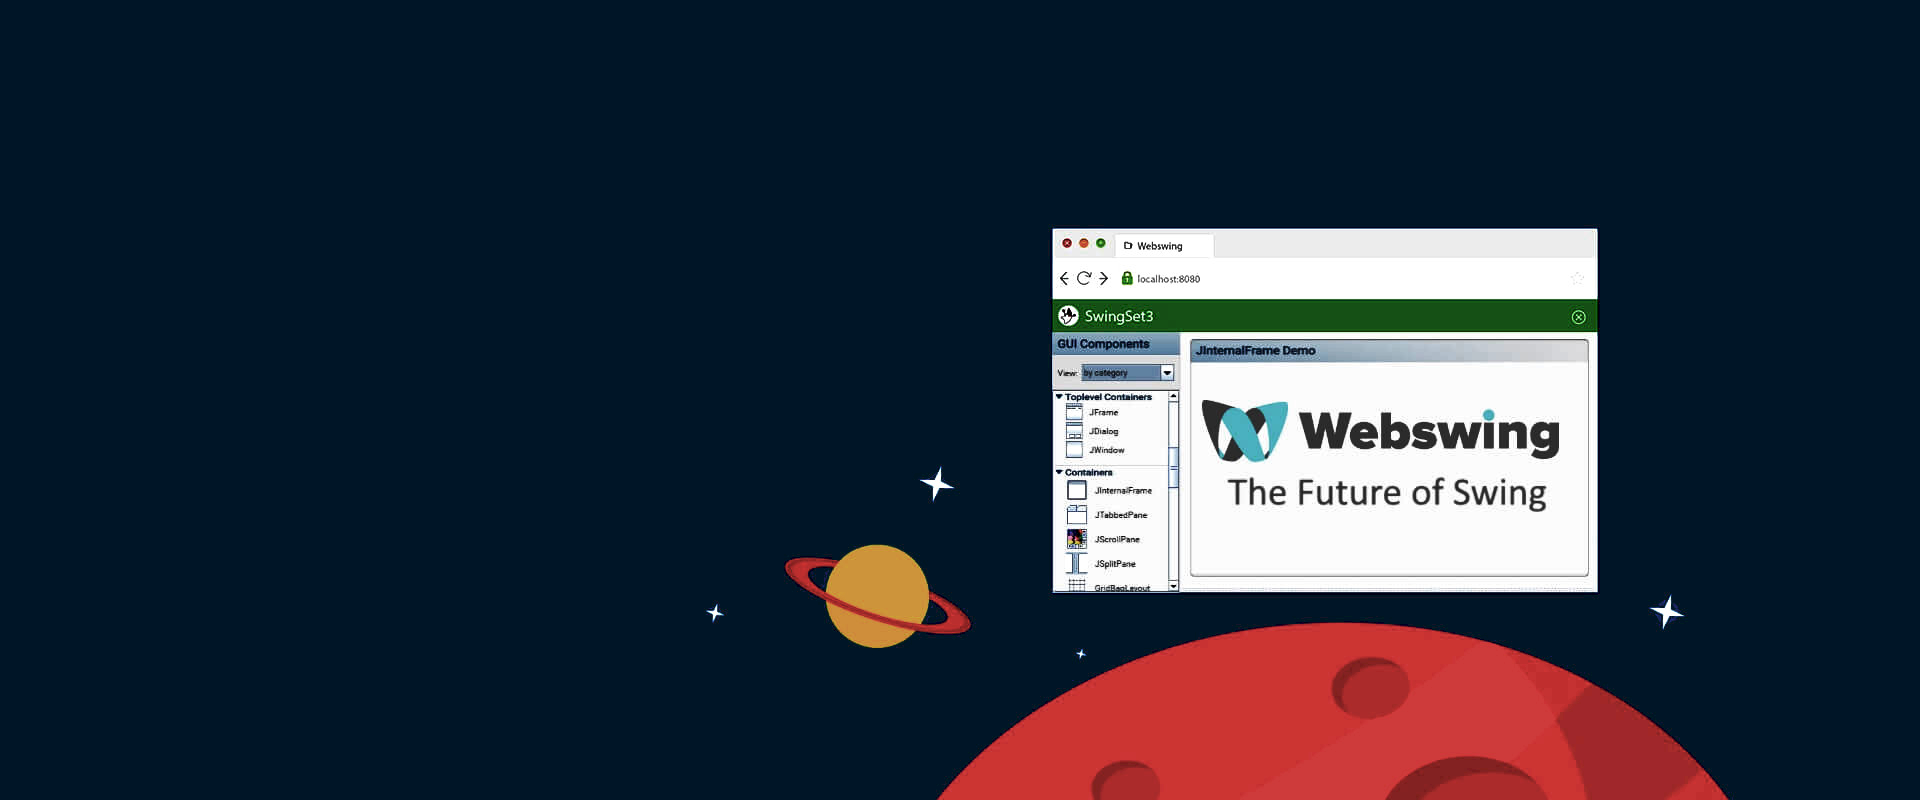 Webswing
localhost:8080
SwingSet3
GUI Components
View: by category
Toplevel Containers
JFrame
JDialog
JWindow
Containers
JInternalFrame
JTabbedPane
JScrollPane
JSplitPane
GridBagLayout
JInternalFrame Demo
Webswing
The Future of Swing